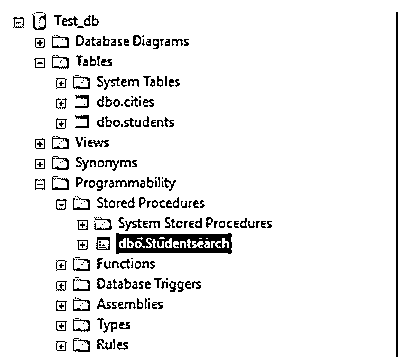 Test_db
Database Diagrams
Tables
System Tables
dbo.cities
dbo.students
Views
Synonyms
Programmability
Stored Procedures
System Stored Procedures
dbo.Studentsearch
Functions
Database Triggers
Assemblies
Types
Rules